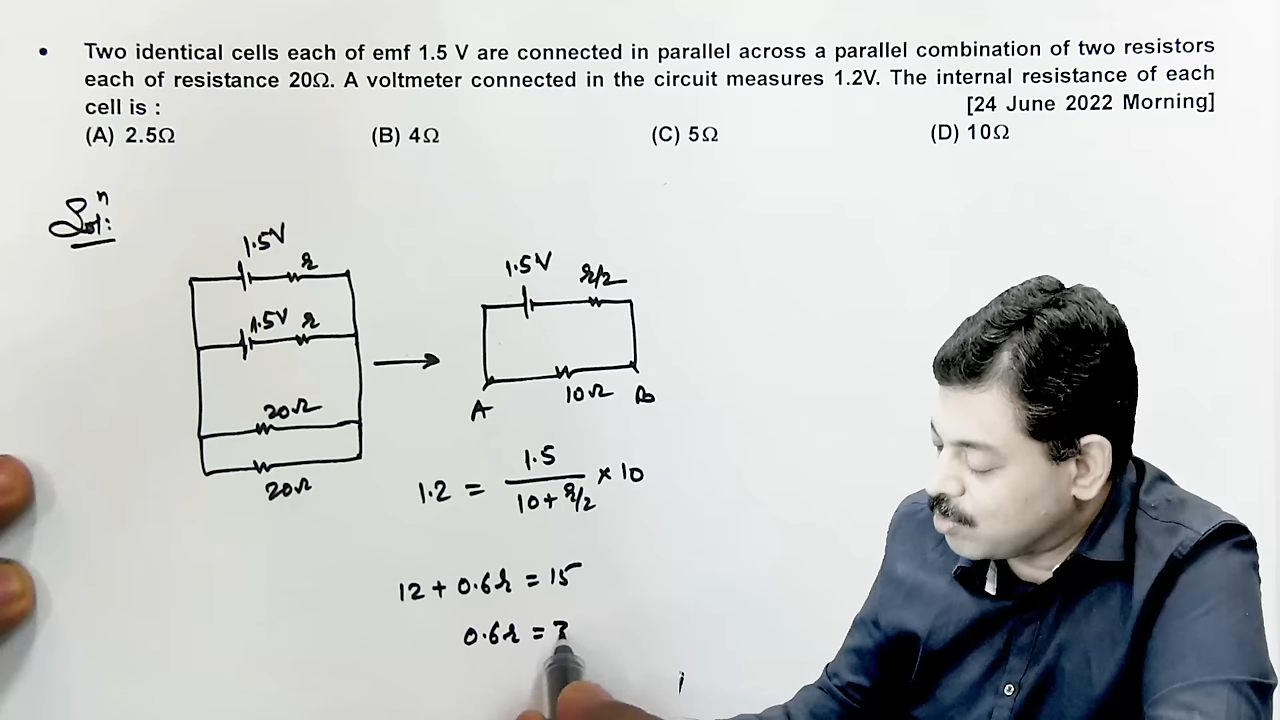 • Two identical cells each of emf 1.5 V are connected in parallel across a parallel combination of two resistors
each of resistance 20Ω. A voltmeter connected in the circuit measures 1.2V. The internal resistance of each
cell is : [24 June 2022 Morning]
(A) 2.5Ω (B) 4Ω (C) 5Ω (D) 10Ω
Solⁿ:
1.5V r
1.5V r
20Ω
20Ω
1.5V r/2
10Ω
A B
1.2 = 1.5/(10 + r/2) × 10
12 + 0.6r = 15
0.6r = 3